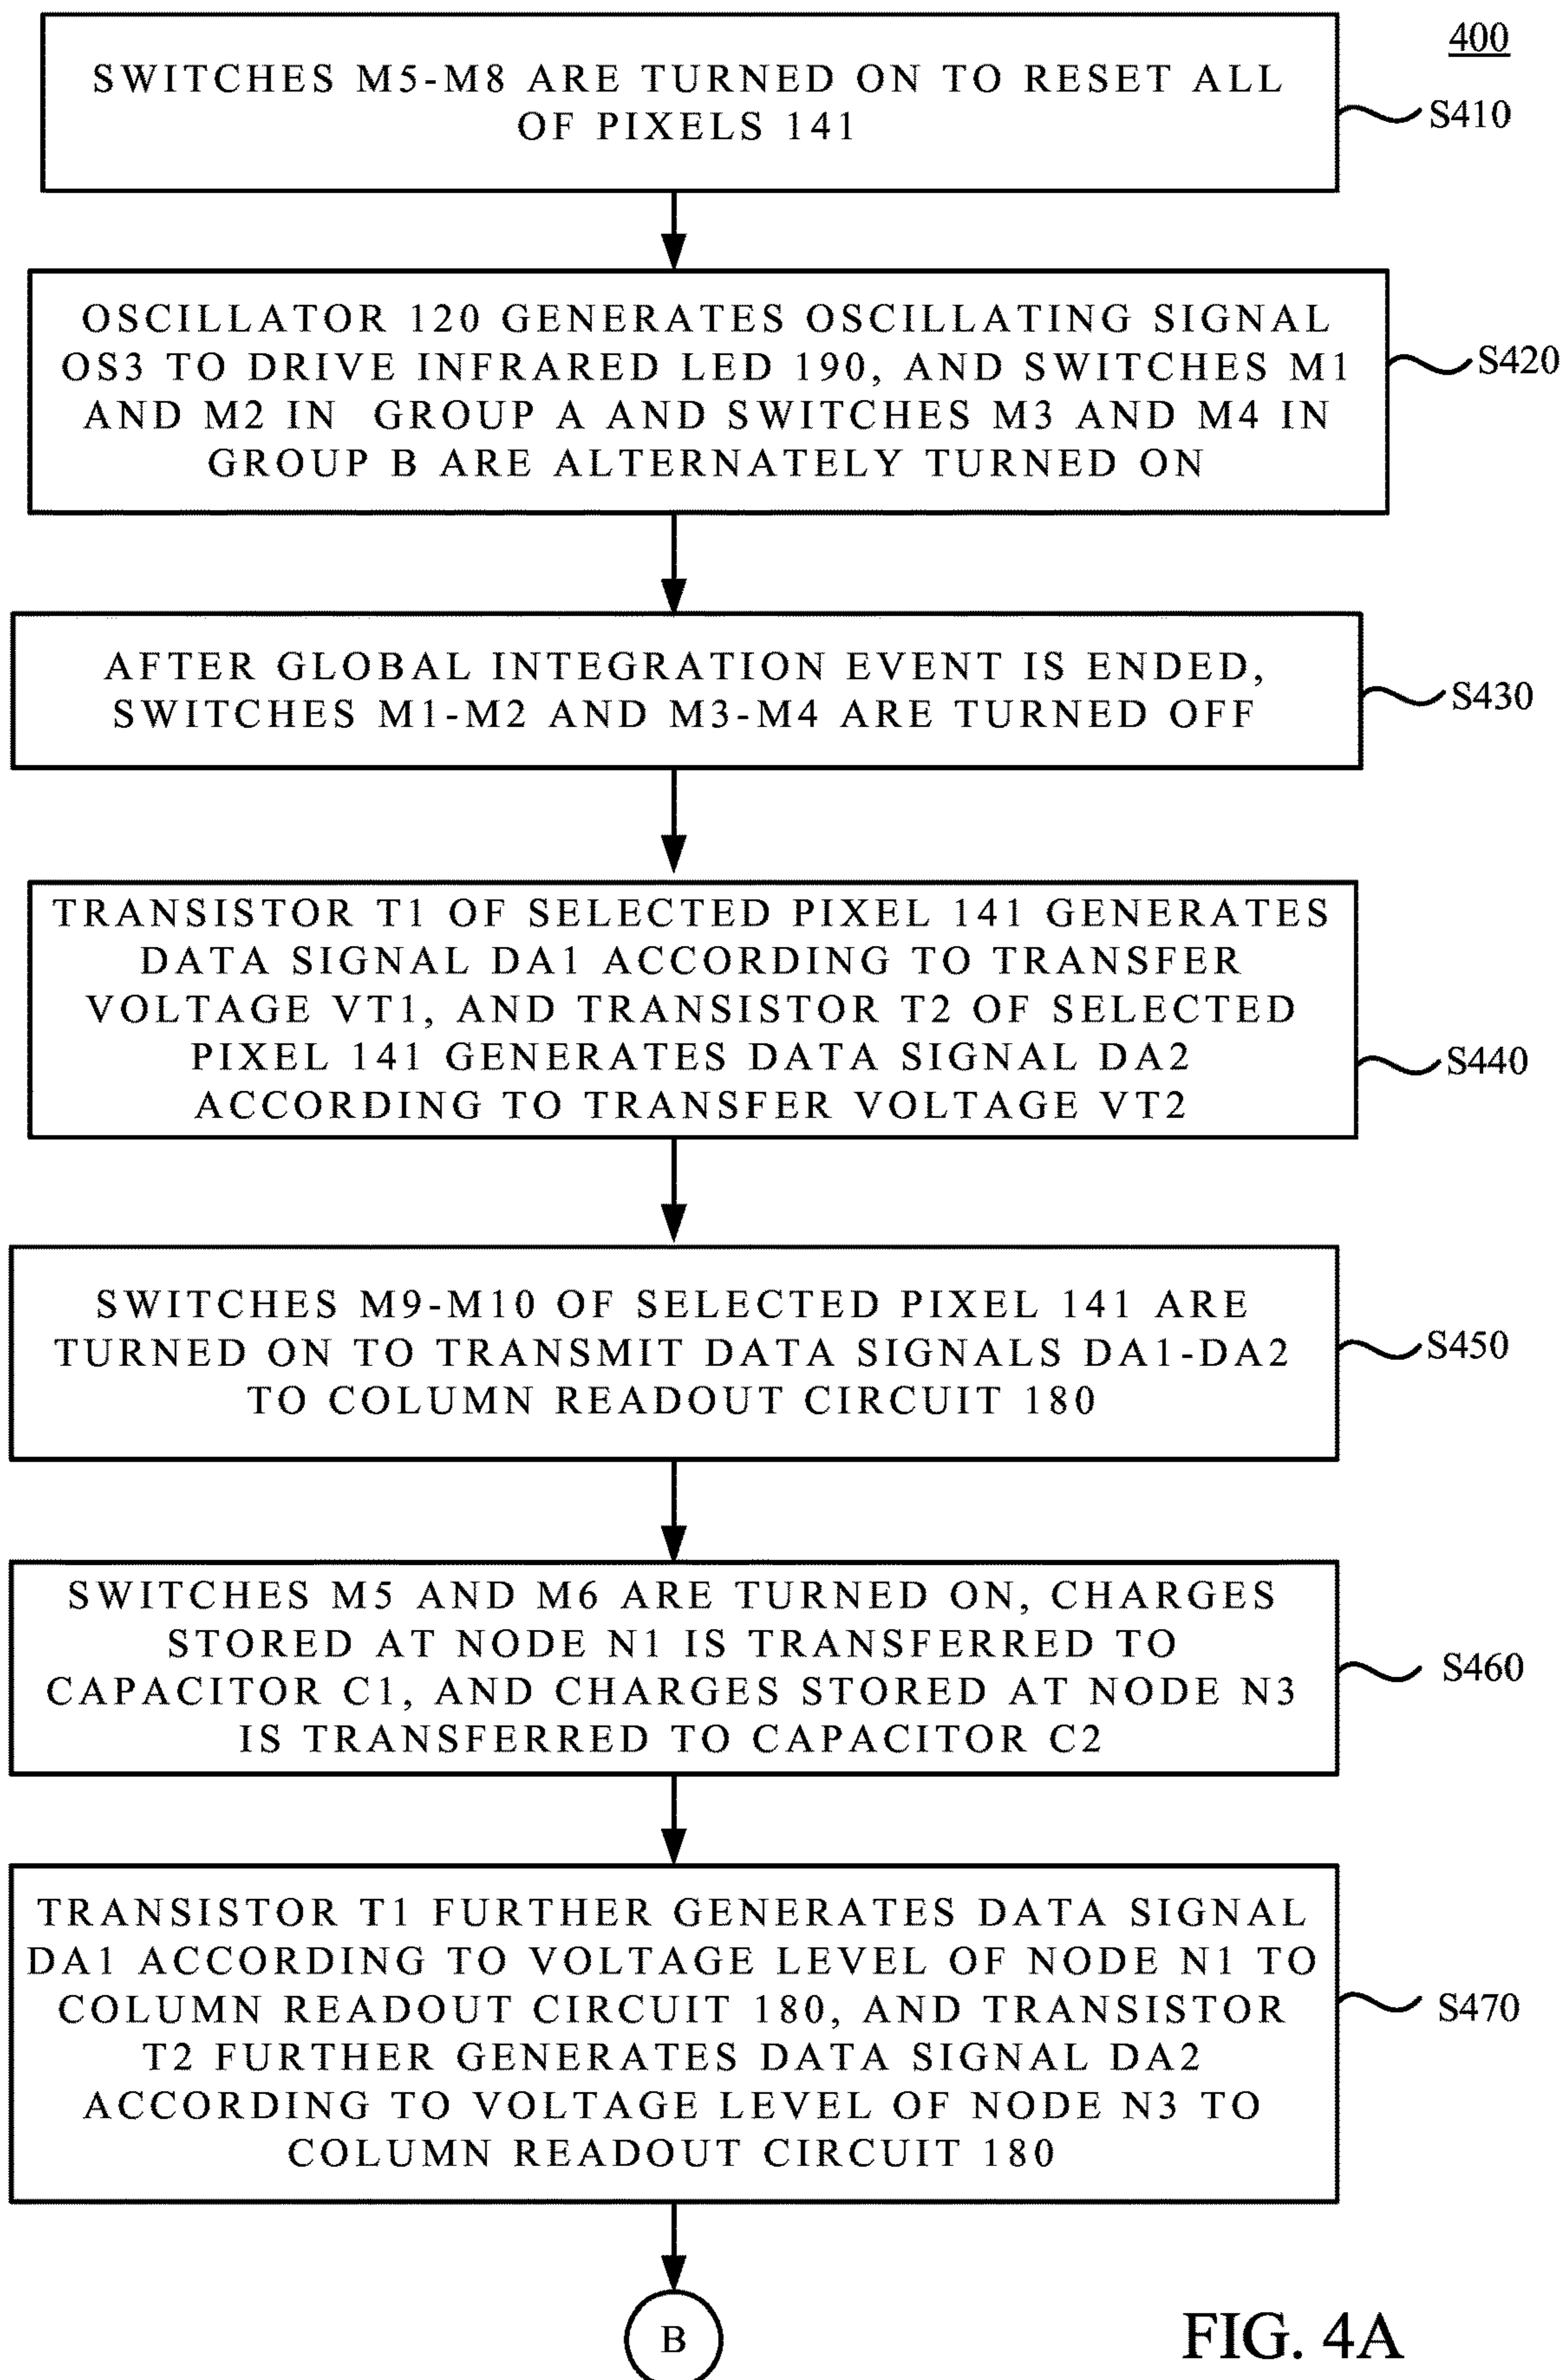 400
SWITCHES M5-M8 ARE TURNED ON TO RESET ALL
OF PIXELS 141
S410
OSCILLATOR 120 GENERATES OSCILLATING SIGNAL
OS3 TO DRIVE INFRARED LED 190, AND SWITCHES M1
AND M2 IN GROUP A AND SWITCHES M3 AND M4 IN
GROUP B ARE ALTERNATELY TURNED ON
S420
AFTER GLOBAL INTEGRATION EVENT IS ENDED,
SWITCHES M1-M2 AND M3-M4 ARE TURNED OFF
S430
TRANSISTOR T1 OF SELECTED PIXEL 141 GENERATES
DATA SIGNAL DA1 ACCORDING TO TRANSFER
VOLTAGE VT1, AND TRANSISTOR T2 OF SELECTED
PIXEL 141 GENERATES DATA SIGNAL DA2
ACCORDING TO TRANSFER VOLTAGE VT2
S440
SWITCHES M9-M10 OF SELECTED PIXEL 141 ARE
TURNED ON TO TRANSMIT DATA SIGNALS DA1-DA2
TO COLUMN READOUT CIRCUIT 180
S450
SWITCHES M5 AND M6 ARE TURNED ON, CHARGES
STORED AT NODE N1 IS TRANSFERRED TO
CAPACITOR C1, AND CHARGES STORED AT NODE N3
IS TRANSFERRED TO CAPACITOR C2
S460
TRANSISTOR T1 FURTHER GENERATES DATA SIGNAL
DA1 ACCORDING TO VOLTAGE LEVEL OF NODE N1 TO
COLUMN READOUT CIRCUIT 180, AND TRANSISTOR
T2 FURTHER GENERATES DATA SIGNAL DA2
ACCORDING TO VOLTAGE LEVEL OF NODE N3 TO
COLUMN READOUT CIRCUIT 180
S470
B
FIG. 4A